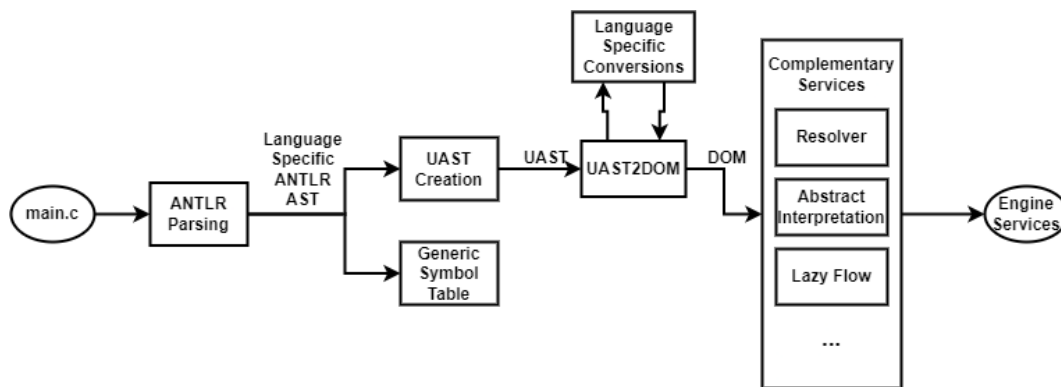 main.c
ANTLR
Parsing
Language
Specific
ANTLR
AST
UAST
Creation
Generic
Symbol
Table
UAST
UAST2DOM
Language
Specific
Conversions
DOM
Complementary
Services
Resolver
Abstract
Interpretation
Lazy Flow
...
Engine
Services